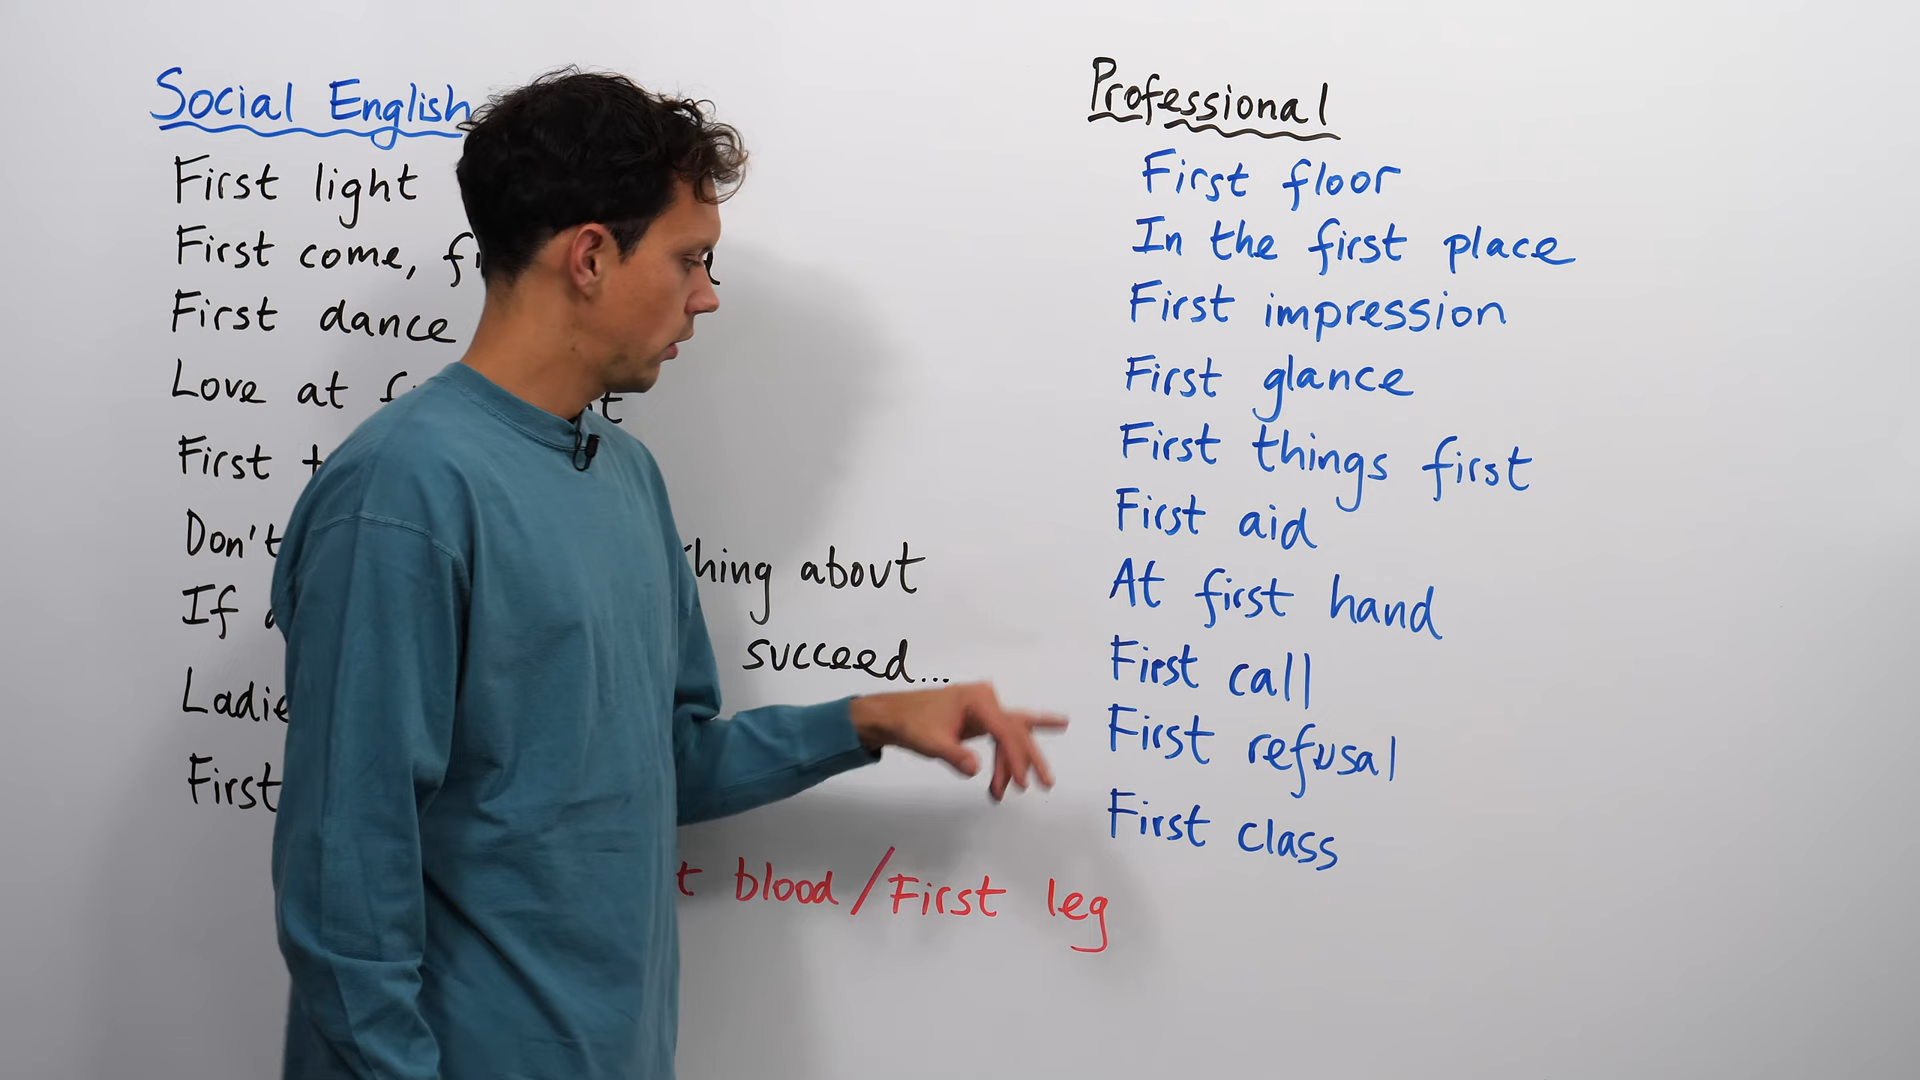 Social English
First light
First come,
First dance
Love at
First
Don't thing about
If succeed...
First
blood/First leg
Professional
First floor
In the first place
First impression
First glance
First things first
First aid
At first hand
First call
First refusal
First class